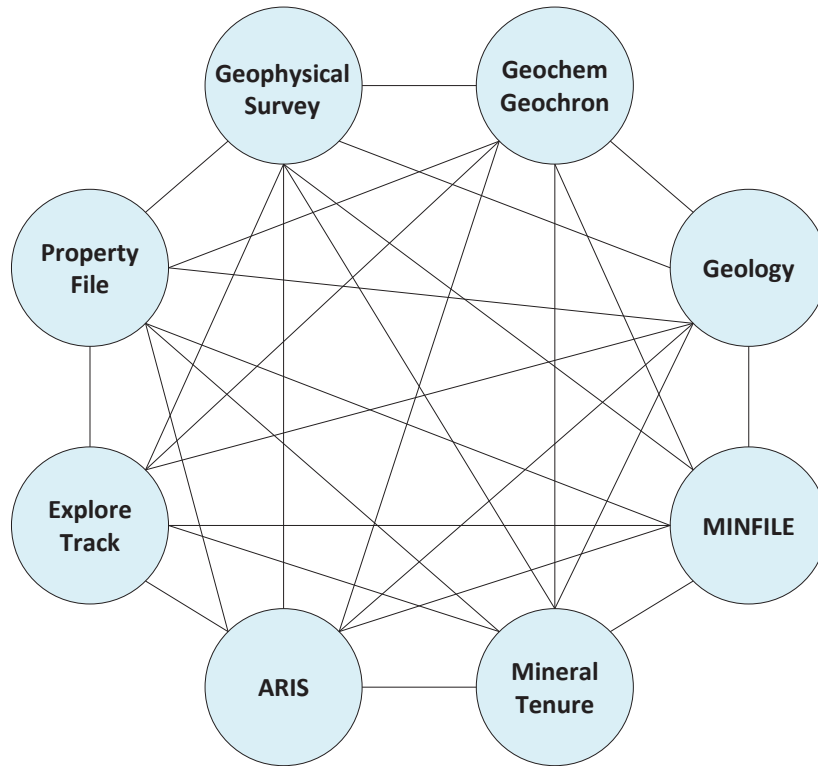 Geophysical
Survey
Geochem
Geochron
Property
File
Geology
Explore
Track
MINFILE
ARIS
Mineral
Tenure